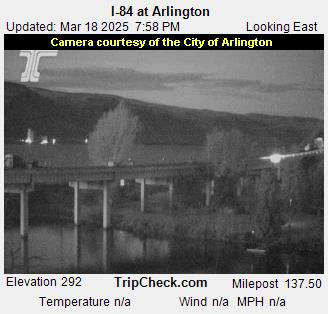 I-84 at Arlington
Updated: Mar 18 2025 7:58 PM Looking East
Camera courtesy of the City of Arlington
Elevation 292 TripCheck.com Milepost 137.50
Temperature n/a Wind n/a MPH n/a